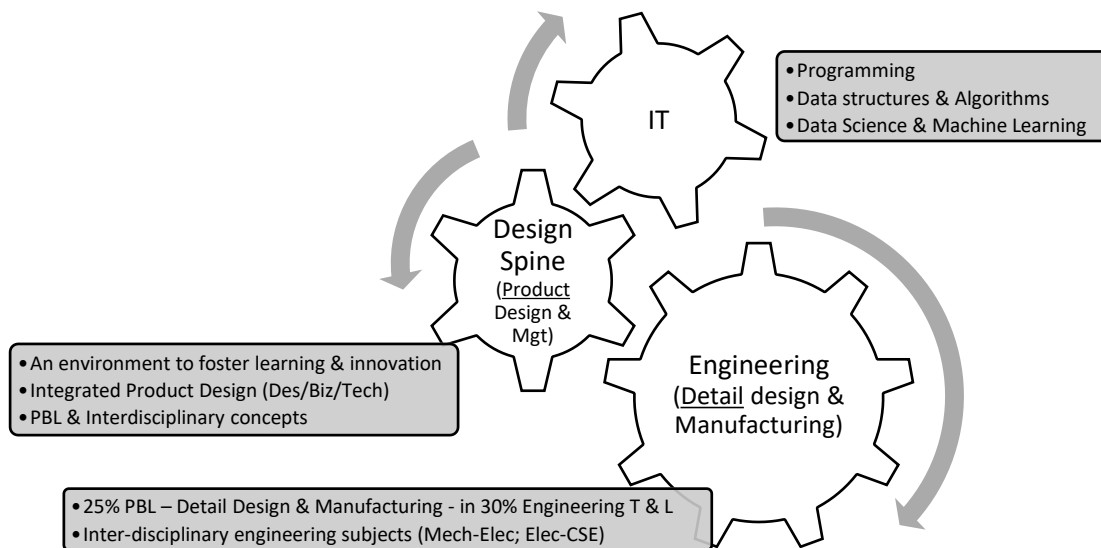 IT
•Programming
•Data structures & Algorithms
•Data Science & Machine Learning
Design
Spine
(Product
Design &
Mgt)
•An environment to foster learning & innovation
•Integrated Product Design (Des/Biz/Tech)
•PBL & Interdisciplinary concepts
Engineering
(Detail design &
Manufacturing)
•25% PBL – Detail Design & Manufacturing - in 30% Engineering T & L
•Inter-disciplinary engineering subjects (Mech-Elec; Elec-CSE)